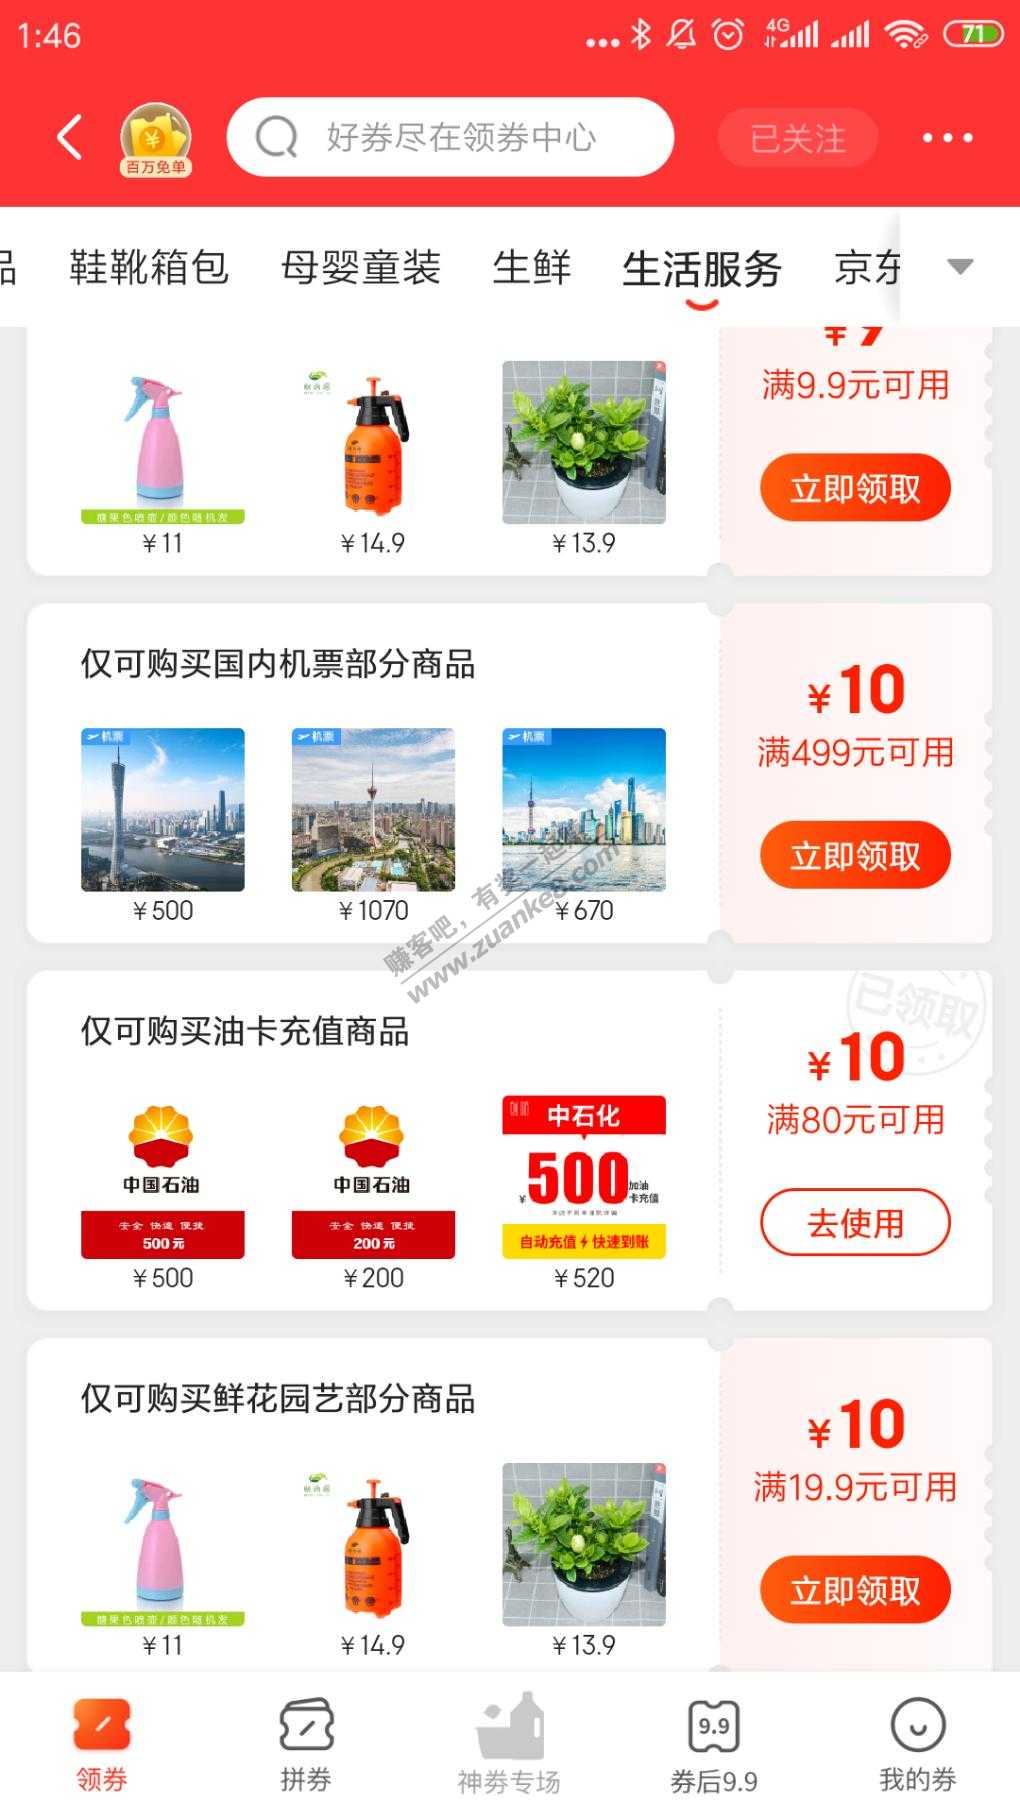 1:46
4G
71
百万免单
好券尽在领券中心
已关注
品 鞋靴箱包 母婴童装 生鲜 生活服务 京东
¥9
满9.9元可用
立即领取
糖果色喷壶/颜色随机发
¥11 ¥14.9 ¥13.9
仅可购买国内机票部分商品
¥10
满499元可用
立即领取
机票 机票 机票
¥500 ¥1070 ¥670
赚客吧，有奖一起赚
www.zuanke8.com
仅可购买油卡充值商品
已领取
¥10
满80元可用
去使用
中国石油
安全 快速 便捷
500元
中国石油
安全 快速 便捷
200元
中石化
¥500加油卡充值
自动充值 快速到账
¥500 ¥200 ¥520
仅可购买鲜花园艺部分商品
¥10
满19.9元可用
立即领取
糖果色喷壶/颜色随机发
¥11 ¥14.9 ¥13.9
9.9
领券 拼券 神券专场 券后9.9 我的券